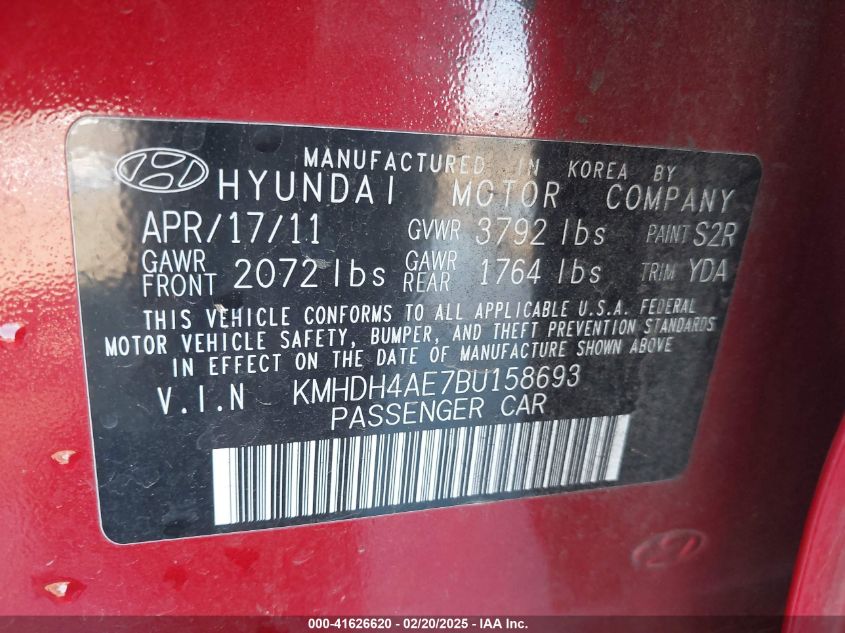 MANUFACTURED IN KOREA BY
HYUNDAI MOTOR COMPANY
APR/17/11 GVWR 3792 lbs PAINT S2R
GAWR FRONT 2072 lbs GAWR REAR 1764 lbs TRIM YDA
THIS VEHICLE CONFORMS TO ALL APPLICABLE U.S.A. FEDERAL
MOTOR VEHICLE SAFETY, BUMPER, AND THEFT PREVENTION STANDARDS
IN EFFECT ON THE DATE OF MANUFACTURE SHOWN ABOVE
V.I.N KMHDH4AE7BU158693
PASSENGER CAR
000-41626620 / 02/20/2025 / IAA Inc.